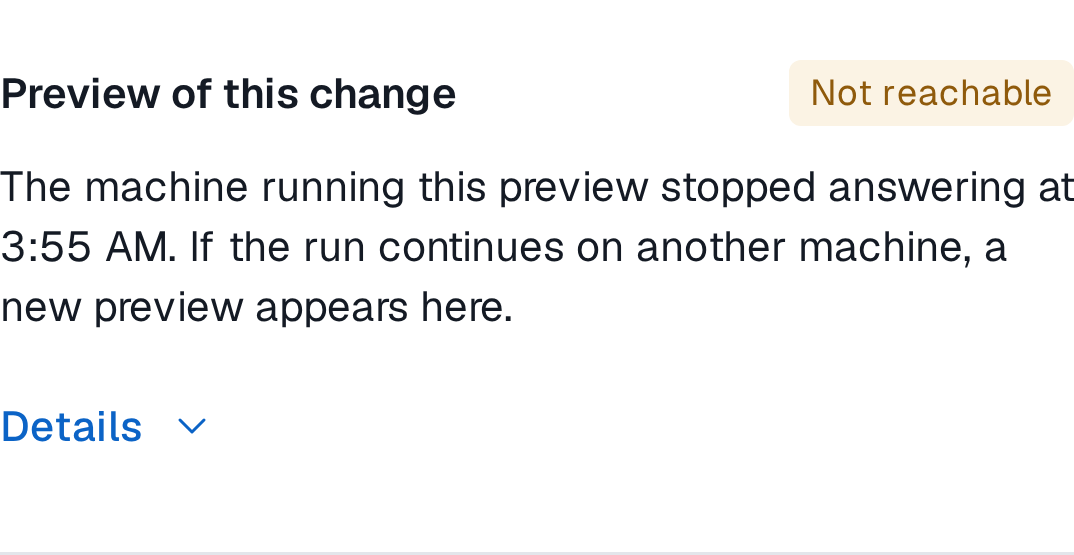 Preview of this change
Not reachable
The machine running this preview stopped answering at
3:55 AM. If the run continues on another machine, a
new preview appears here.
Details